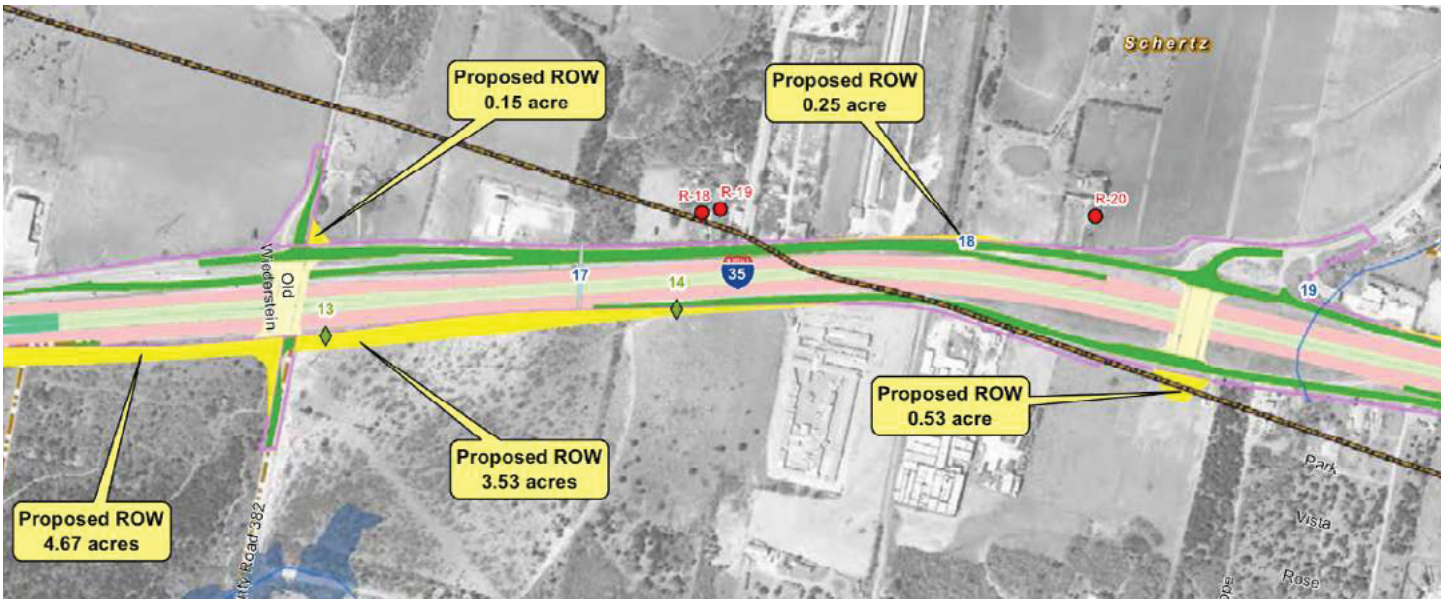 Schertz
Proposed ROW
0.15 acre
Proposed ROW
0.25 acre
R-18
R-19
R-20
18
Old
Wiederstein
17
14
35
19
13
Proposed ROW
0.53 acre
Proposed ROW
3.53 acres
Proposed ROW
4.67 acres
Road 382
Park
Vista
Rose